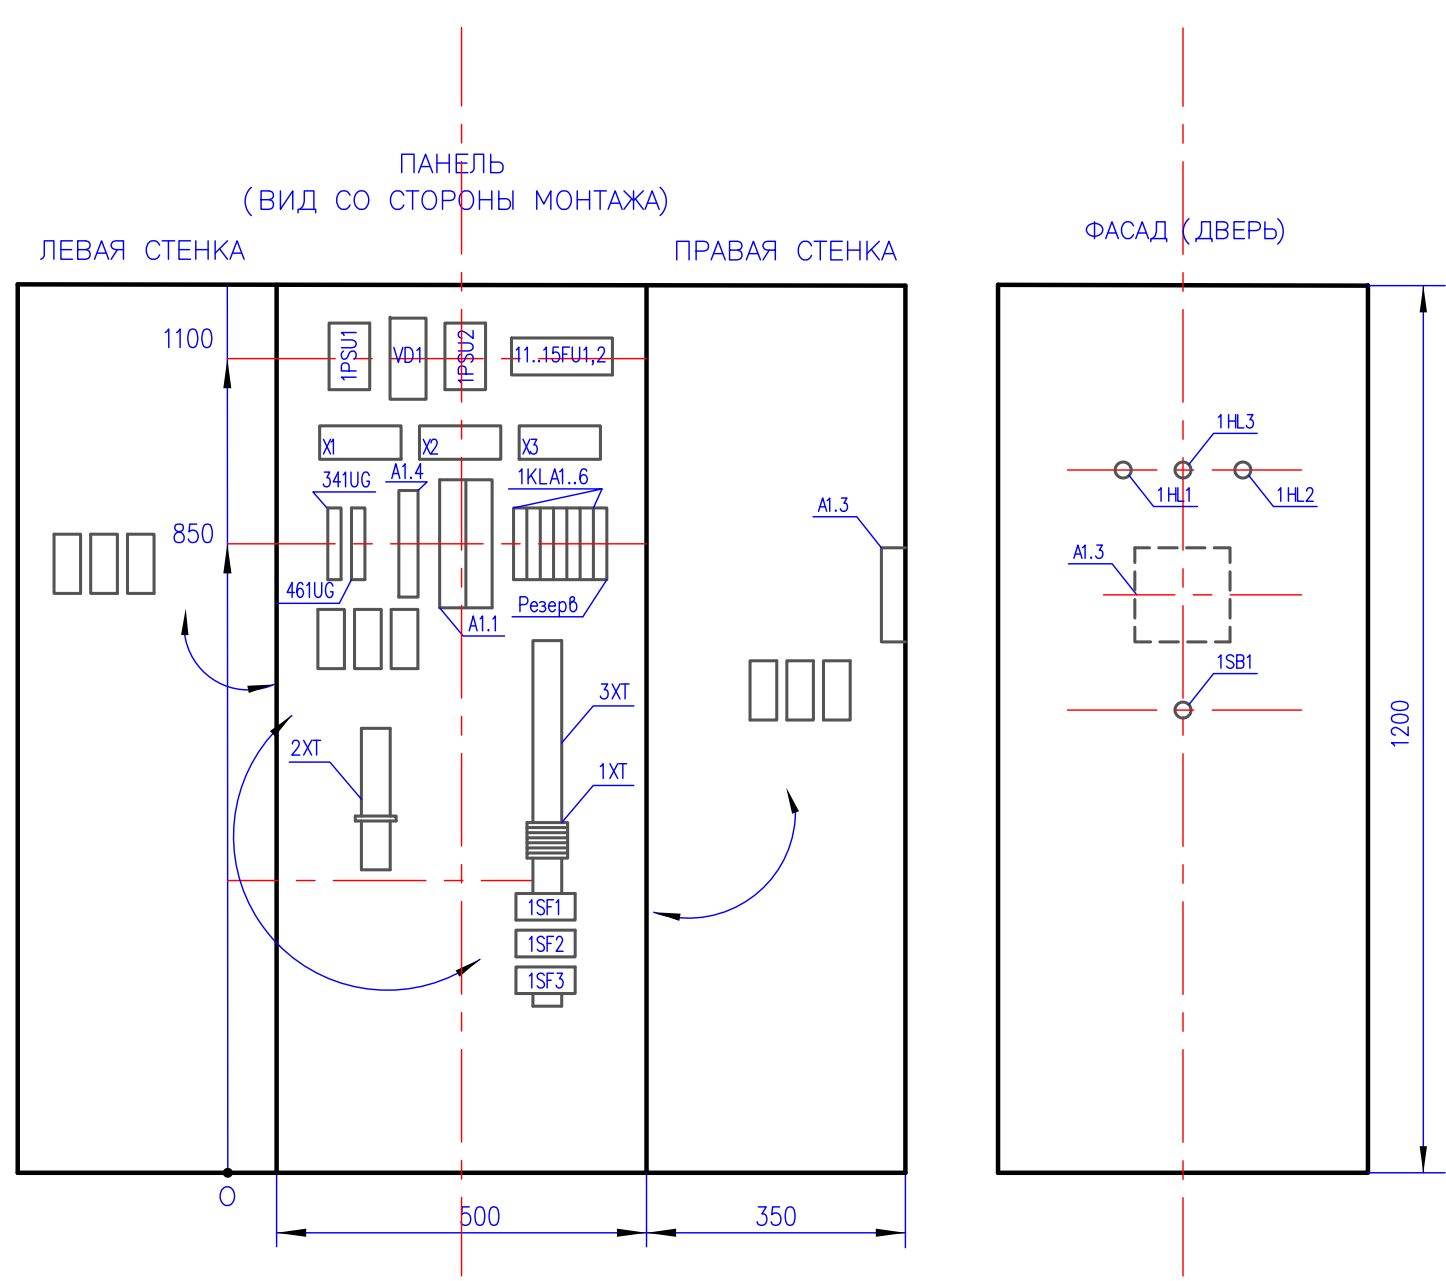 ПАНЕЛЬ
(ВИД СО СТОРОНЫ МОНТАЖА)
ЛЕВАЯ СТЕНКА
ПРАВАЯ СТЕНКА
ФАСАД (ДВЕРЬ)
1100
1PSU1
VD1
1PSU2
11..15FU1,2
X1
X2
X3
341UG
A1.4
1KLA1..6
850
461UG
A1.1
Резерв
A1.3
3XT
2XT
1XT
1SF1
1SF2
1SF3
1HL3
1HL1
1HL2
A1.3
1SB1
1200
0
500
350